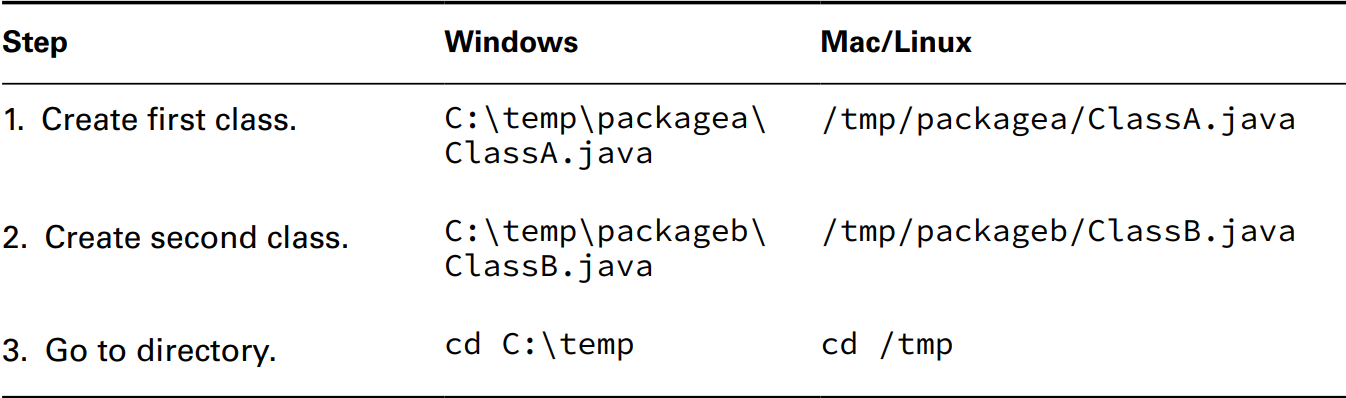 Step Windows Mac/Linux
1. Create first class. C:\temp\packagea\ /tmp/packagea/ClassA.java
ClassA.java
2. Create second class. C:\temp\packageb\ /tmp/packageb/ClassB.java
ClassB.java
3. Go to directory. cd C:\temp cd /tmp